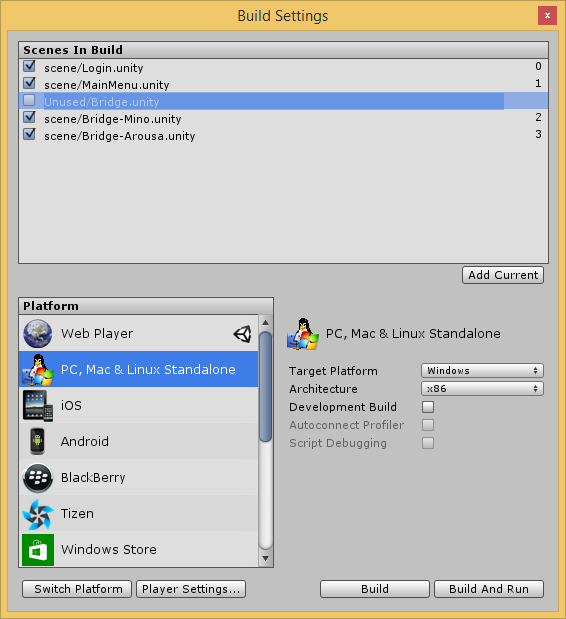 Build Settings
x
Scenes In Build
scene/Login.unity 0
scene/MainMenu.unity 1
Unused/Bridge.unity
scene/Bridge-Mino.unity 2
scene/Bridge-Arousa.unity 3
Add Current
Platform
Web Player
PC, Mac & Linux Standalone
iOS
Android
BlackBerry
Tizen
Windows Store
PC, Mac & Linux Standalone
Target Platform Windows
Architecture x86
Development Build
Autoconnect Profiler
Script Debugging
Switch Platform Player Settings... Build Build And Run